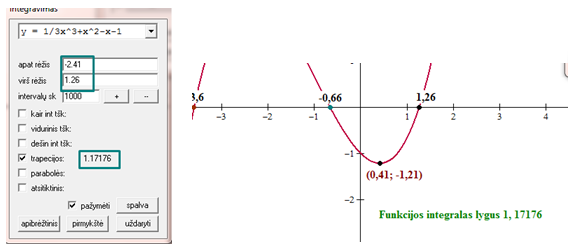 Integravimas
y = 1/3x^3+x^2-x-1
apat rėžis
-2.41
virš rėžis
1.26
intervalų sk
1000
+
--
kair int tšk:
vidurinis tšk:
dešin int tšk:
trapecijos:
1.17176
parabolės:
atsitiktinis:
pažymėti
spalva
apibrėžtinis
pirmykštė
uždaryti
3,6
-0,66
1,26
-3
-2
-1
1
2
3
4
-1
(0,41; -1,21)
-2
Funkcijos integralas lygus 1, 17176